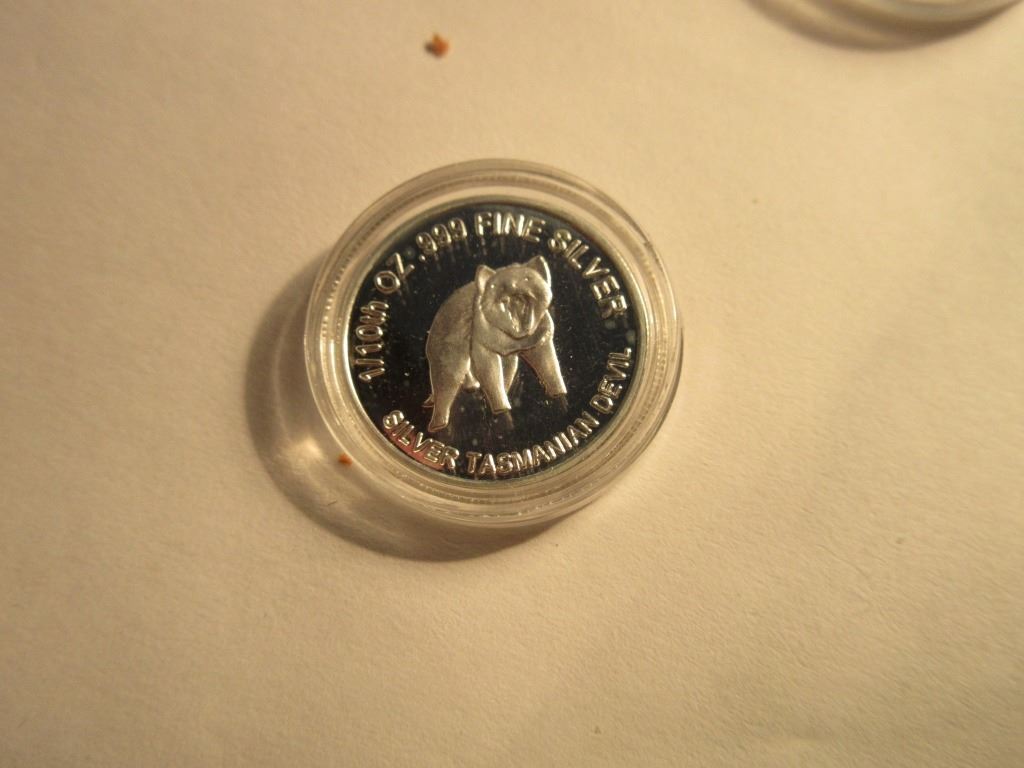 1/10th OZ .999 FINE SILVER
SILVER TASMANIAN DEVIL